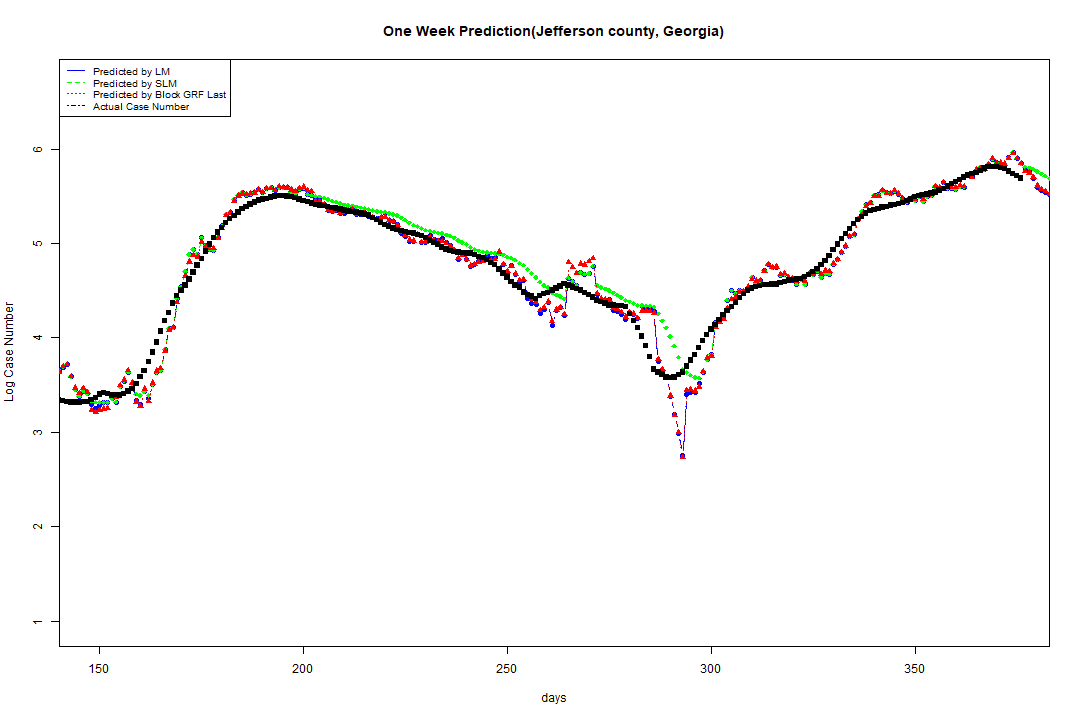 One Week Prediction(Jefferson county, Georgia)
Predicted by LM
Predicted by SLM
Predicted by Block GRF Last
Actual Case Number
6
5
4
3
2
1
Log Case Number
150 200 250 300 350
days